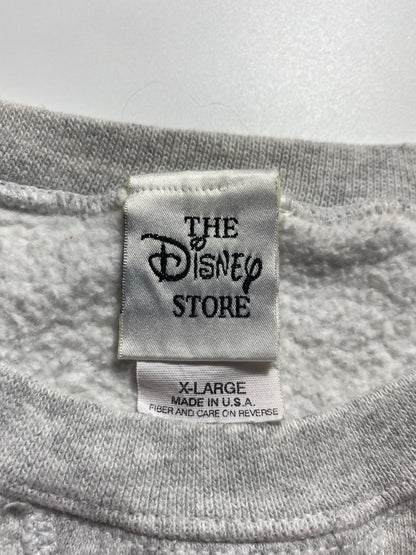 THE
Disney
STORE
X-LARGE
MADE IN U.S.A.
FIBER AND CARE ON REVERSE